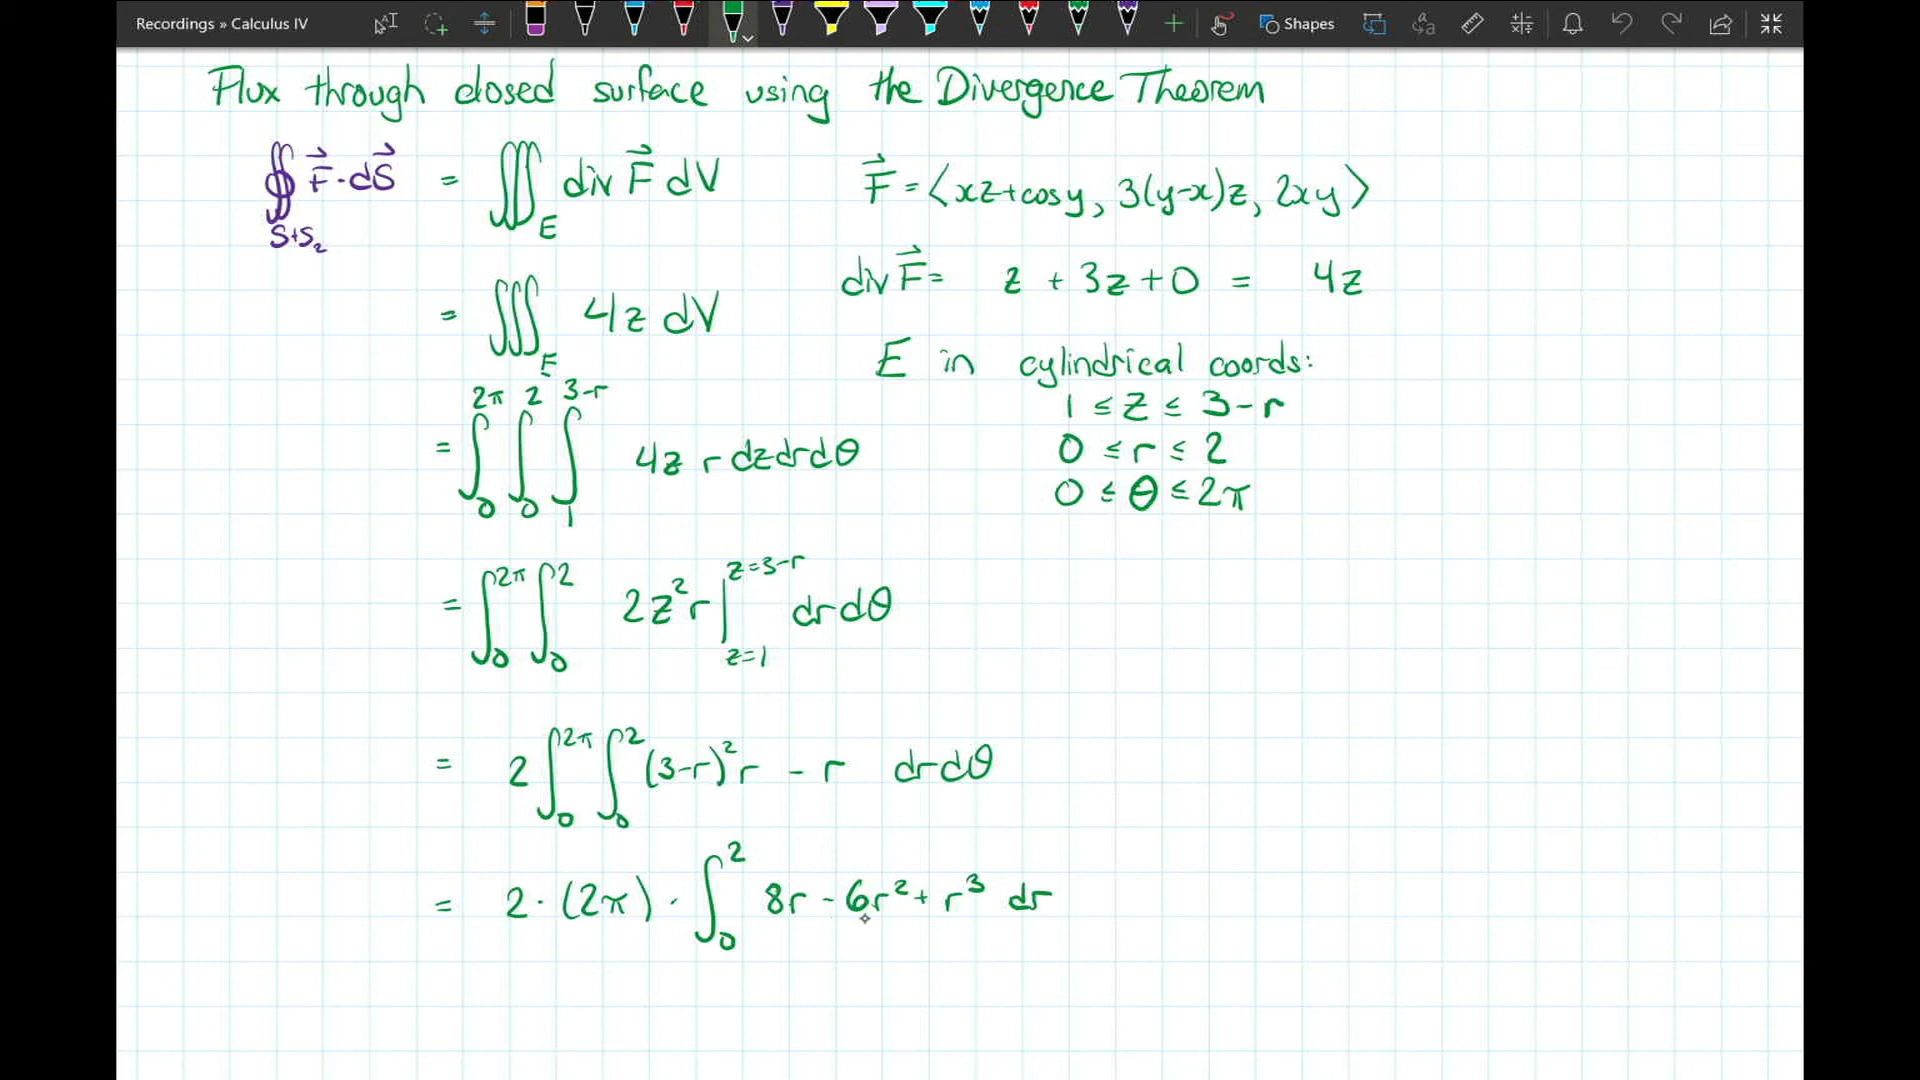 Recordings » Calculus IV
Shapes
Flux through closed surface using the Divergence Theorem
∯_{S+S₂} F⃗·dS⃗ = ∭_E div F⃗ dV
F⃗ = ⟨xz+cosy, 3(y-x)z, 2xy⟩
div F⃗ = z + 3z + 0 = 4z
= ∭_E 4z dV
E in cylindrical coords:
1 ≤ z ≤ 3-r
0 ≤ r ≤ 2
0 ≤ θ ≤ 2π
= ∫_0^{2π} ∫_0^2 ∫_1^{3-r} 4z r dz dr dθ
= ∫_0^{2π} ∫_0^2 2z²r |_{z=1}^{z=3-r} dr dθ
= 2 ∫_0^{2π} ∫_0^2 (3-r)²r - r dr dθ
= 2·(2π)· ∫_0^2 8r - 6r² + r³ dr